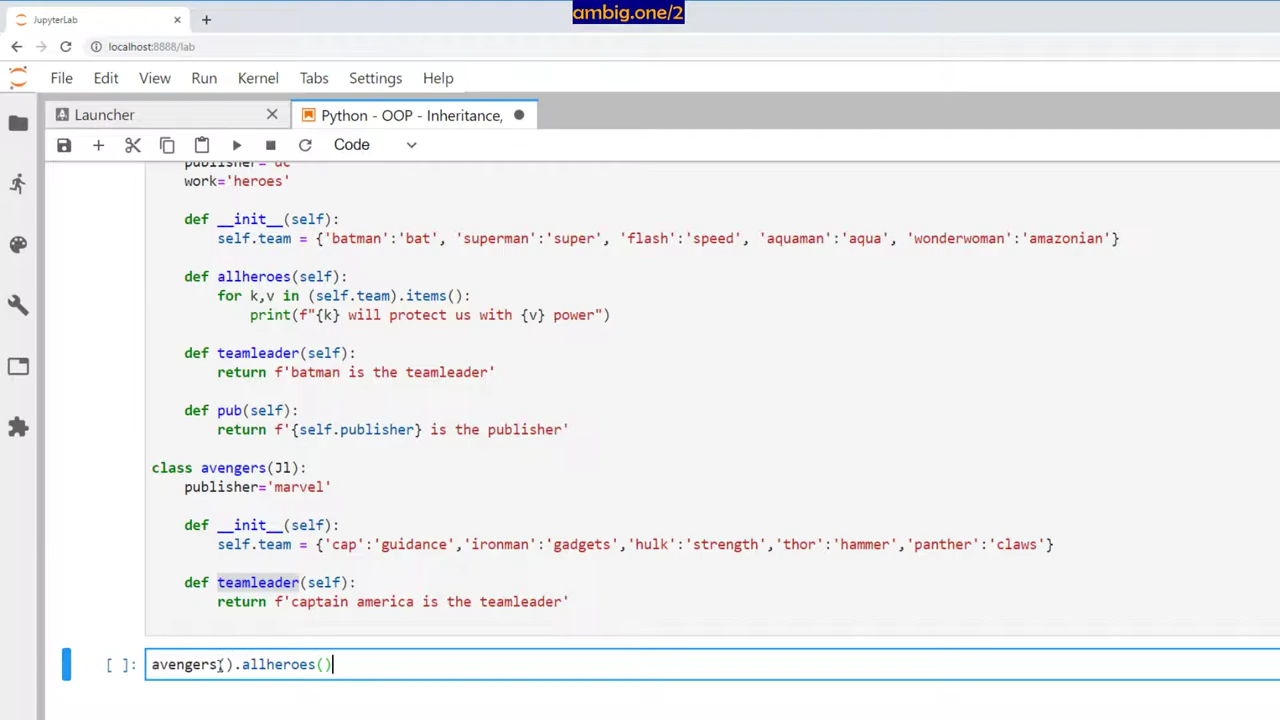 ambig.one/2
JupyterLab
localhost:8888/lab
File Edit View Run Kernel Tabs Settings Help
Launcher
Python - OOP - Inheritance,
Code
work='heroes'
def __init__(self):
self.team = {'batman':'bat', 'superman':'super', 'flash':'speed', 'aquaman':'aqua', 'wonderwoman':'amazonian'}
def allheroes(self):
for k,v in (self.team).items():
print(f"{k} will protect us with {v} power")
def teamleader(self):
return f'batman is the teamleader'
def pub(self):
return f'{self.publisher} is the publisher'
class avengers(Jl):
publisher='marvel'
def __init__(self):
self.team = {'cap':'guidance','ironman':'gadgets','hulk':'strength','thor':'hammer','panther':'claws'}
def teamleader(self):
return f'captain america is the teamleader'
[ ]: avengers().allheroes()